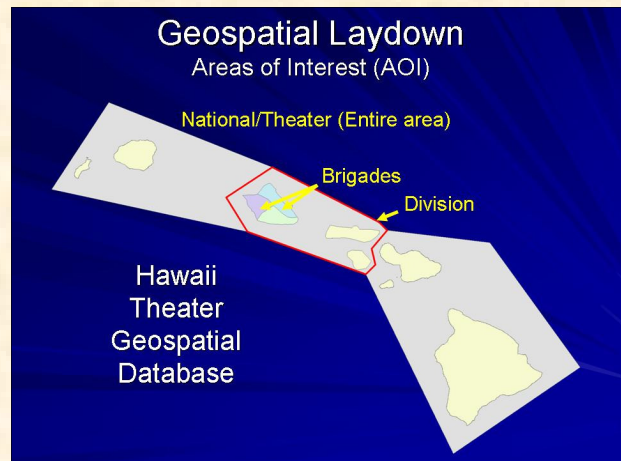 Geospatial Laydown
Areas of Interest (AOI)
National/Theater (Entire area)
Brigades
Division
Hawaii
Theater
Geospatial
Database